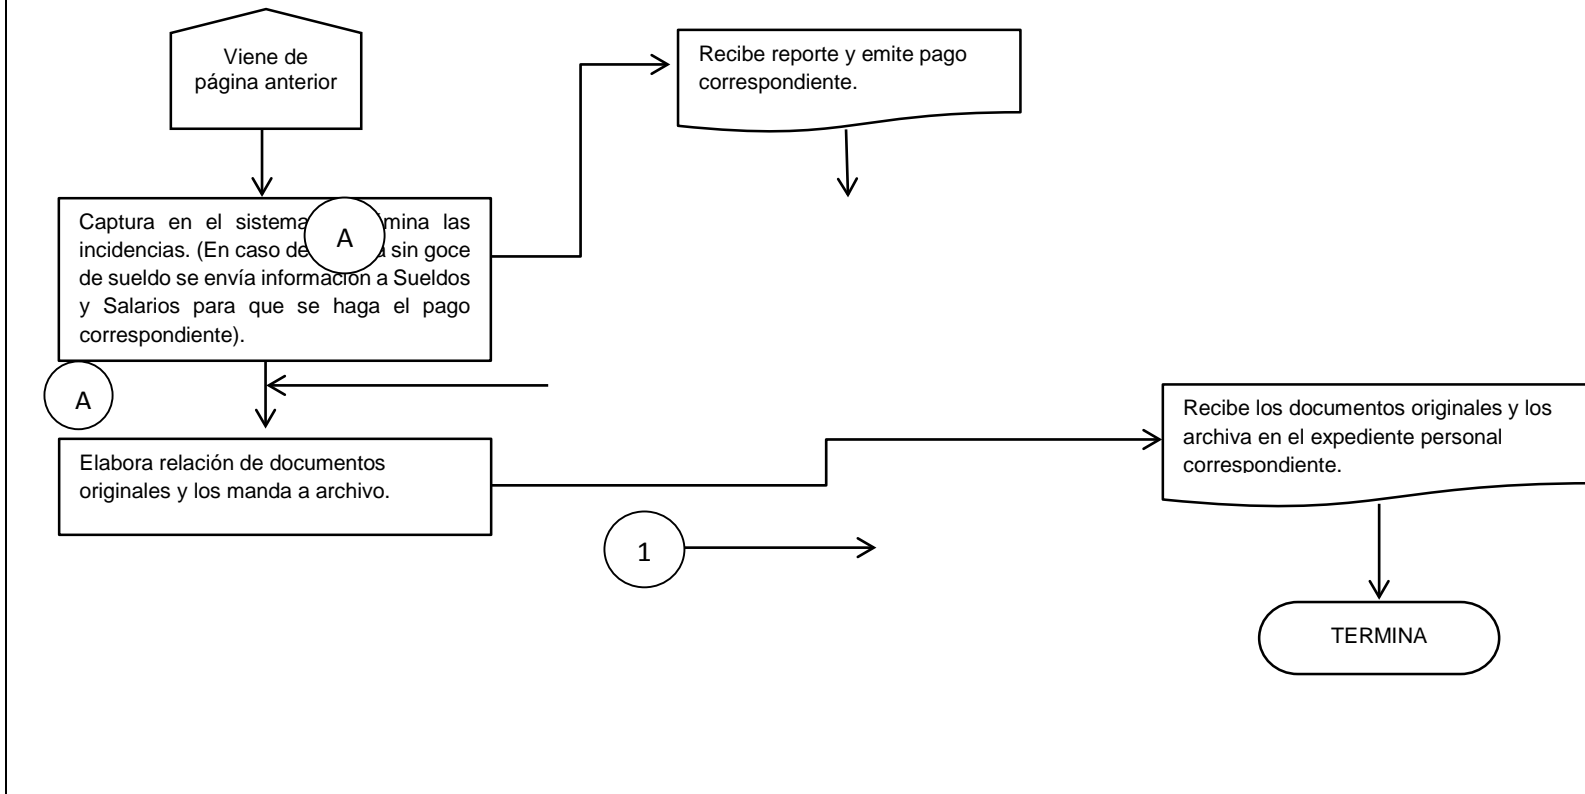 Viene de
página anterior
Recibe reporte y emite pago
correspondiente.
Captura en el sistema mina las
incidencias. (En caso de sin goce
de sueldo se envía información a Sueldos
y Salarios para que se haga el pago
correspondiente).
A
A
Elabora relación de documentos
originales y los manda a archivo.
Recibe los documentos originales y los
archiva en el expediente personal
correspondiente.
1
TERMINA